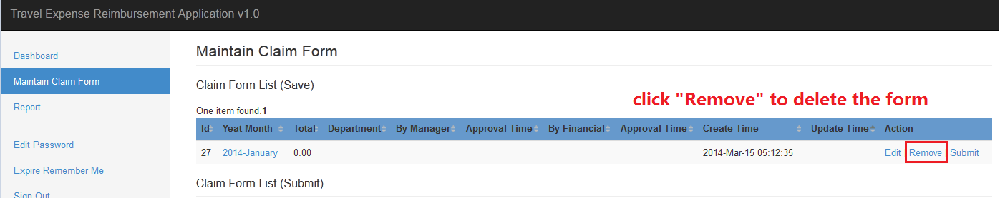 Travel Expense Reimbursement Application v1.0
Dashboard
Maintain Claim Form
Report
Edit Password
Expire Remember Me
Sign Out
Maintain Claim Form
Claim Form List (Save)
click "Remove" to delete the form
One item found.1
Id Yeat-Month Total Department By Manager Approval Time By Financial Approval Time Create Time Update Time Action
27 2014-January 0.00 2014-Mar-15 05:12:35 Edit Remove Submit
Claim Form List (Submit)